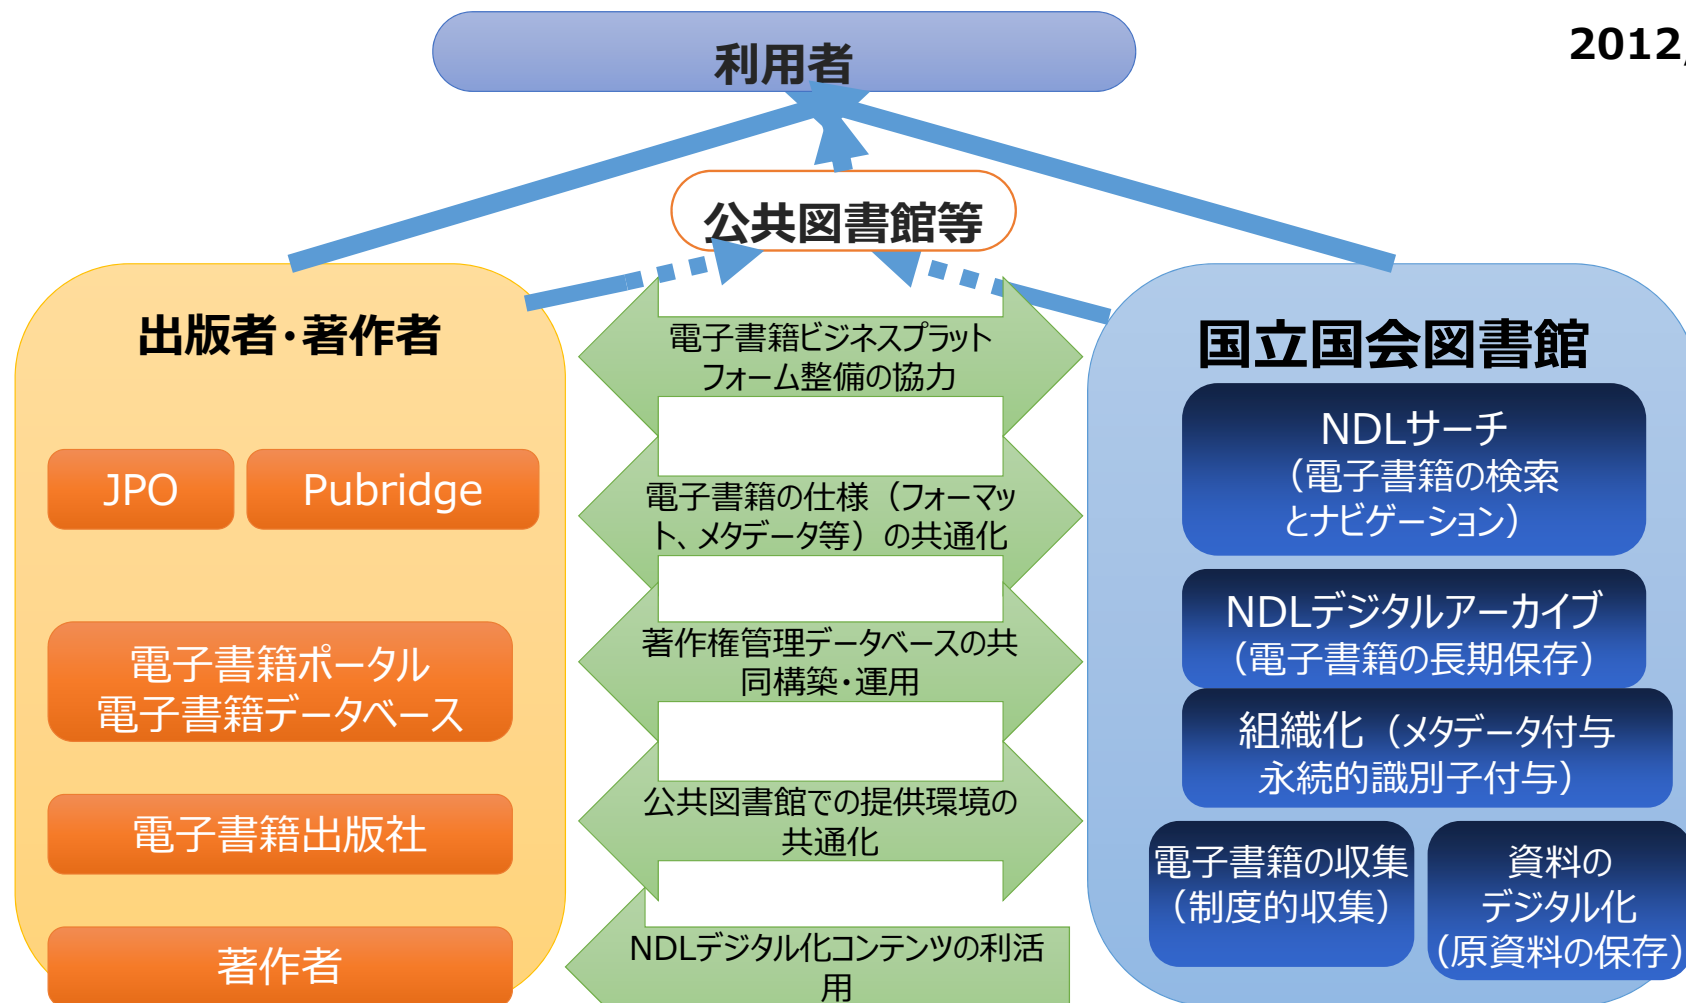 利用者
2012,
公共図書館等
出版者・著作者
JPO
Pubridge
電子書籍ポータル
電子書籍データベース
電子書籍出版社
著作者
電子書籍ビジネスプラット
フォーム整備の協力
電子書籍の仕様（フォーマッ
ト、メタデータ等）の共通化
著作権管理データベースの共
同構築・運用
公共図書館での提供環境の
共通化
NDLデジタル化コンテンツの利活
用
国立国会図書館
NDLサーチ
（電子書籍の検索
とナビゲーション）
NDLデジタルアーカイブ
（電子書籍の長期保存）
組織化（メタデータ付与
永続的識別子付与）
電子書籍の収集
（制度的収集）
資料の
デジタル化
（原資料の保存）